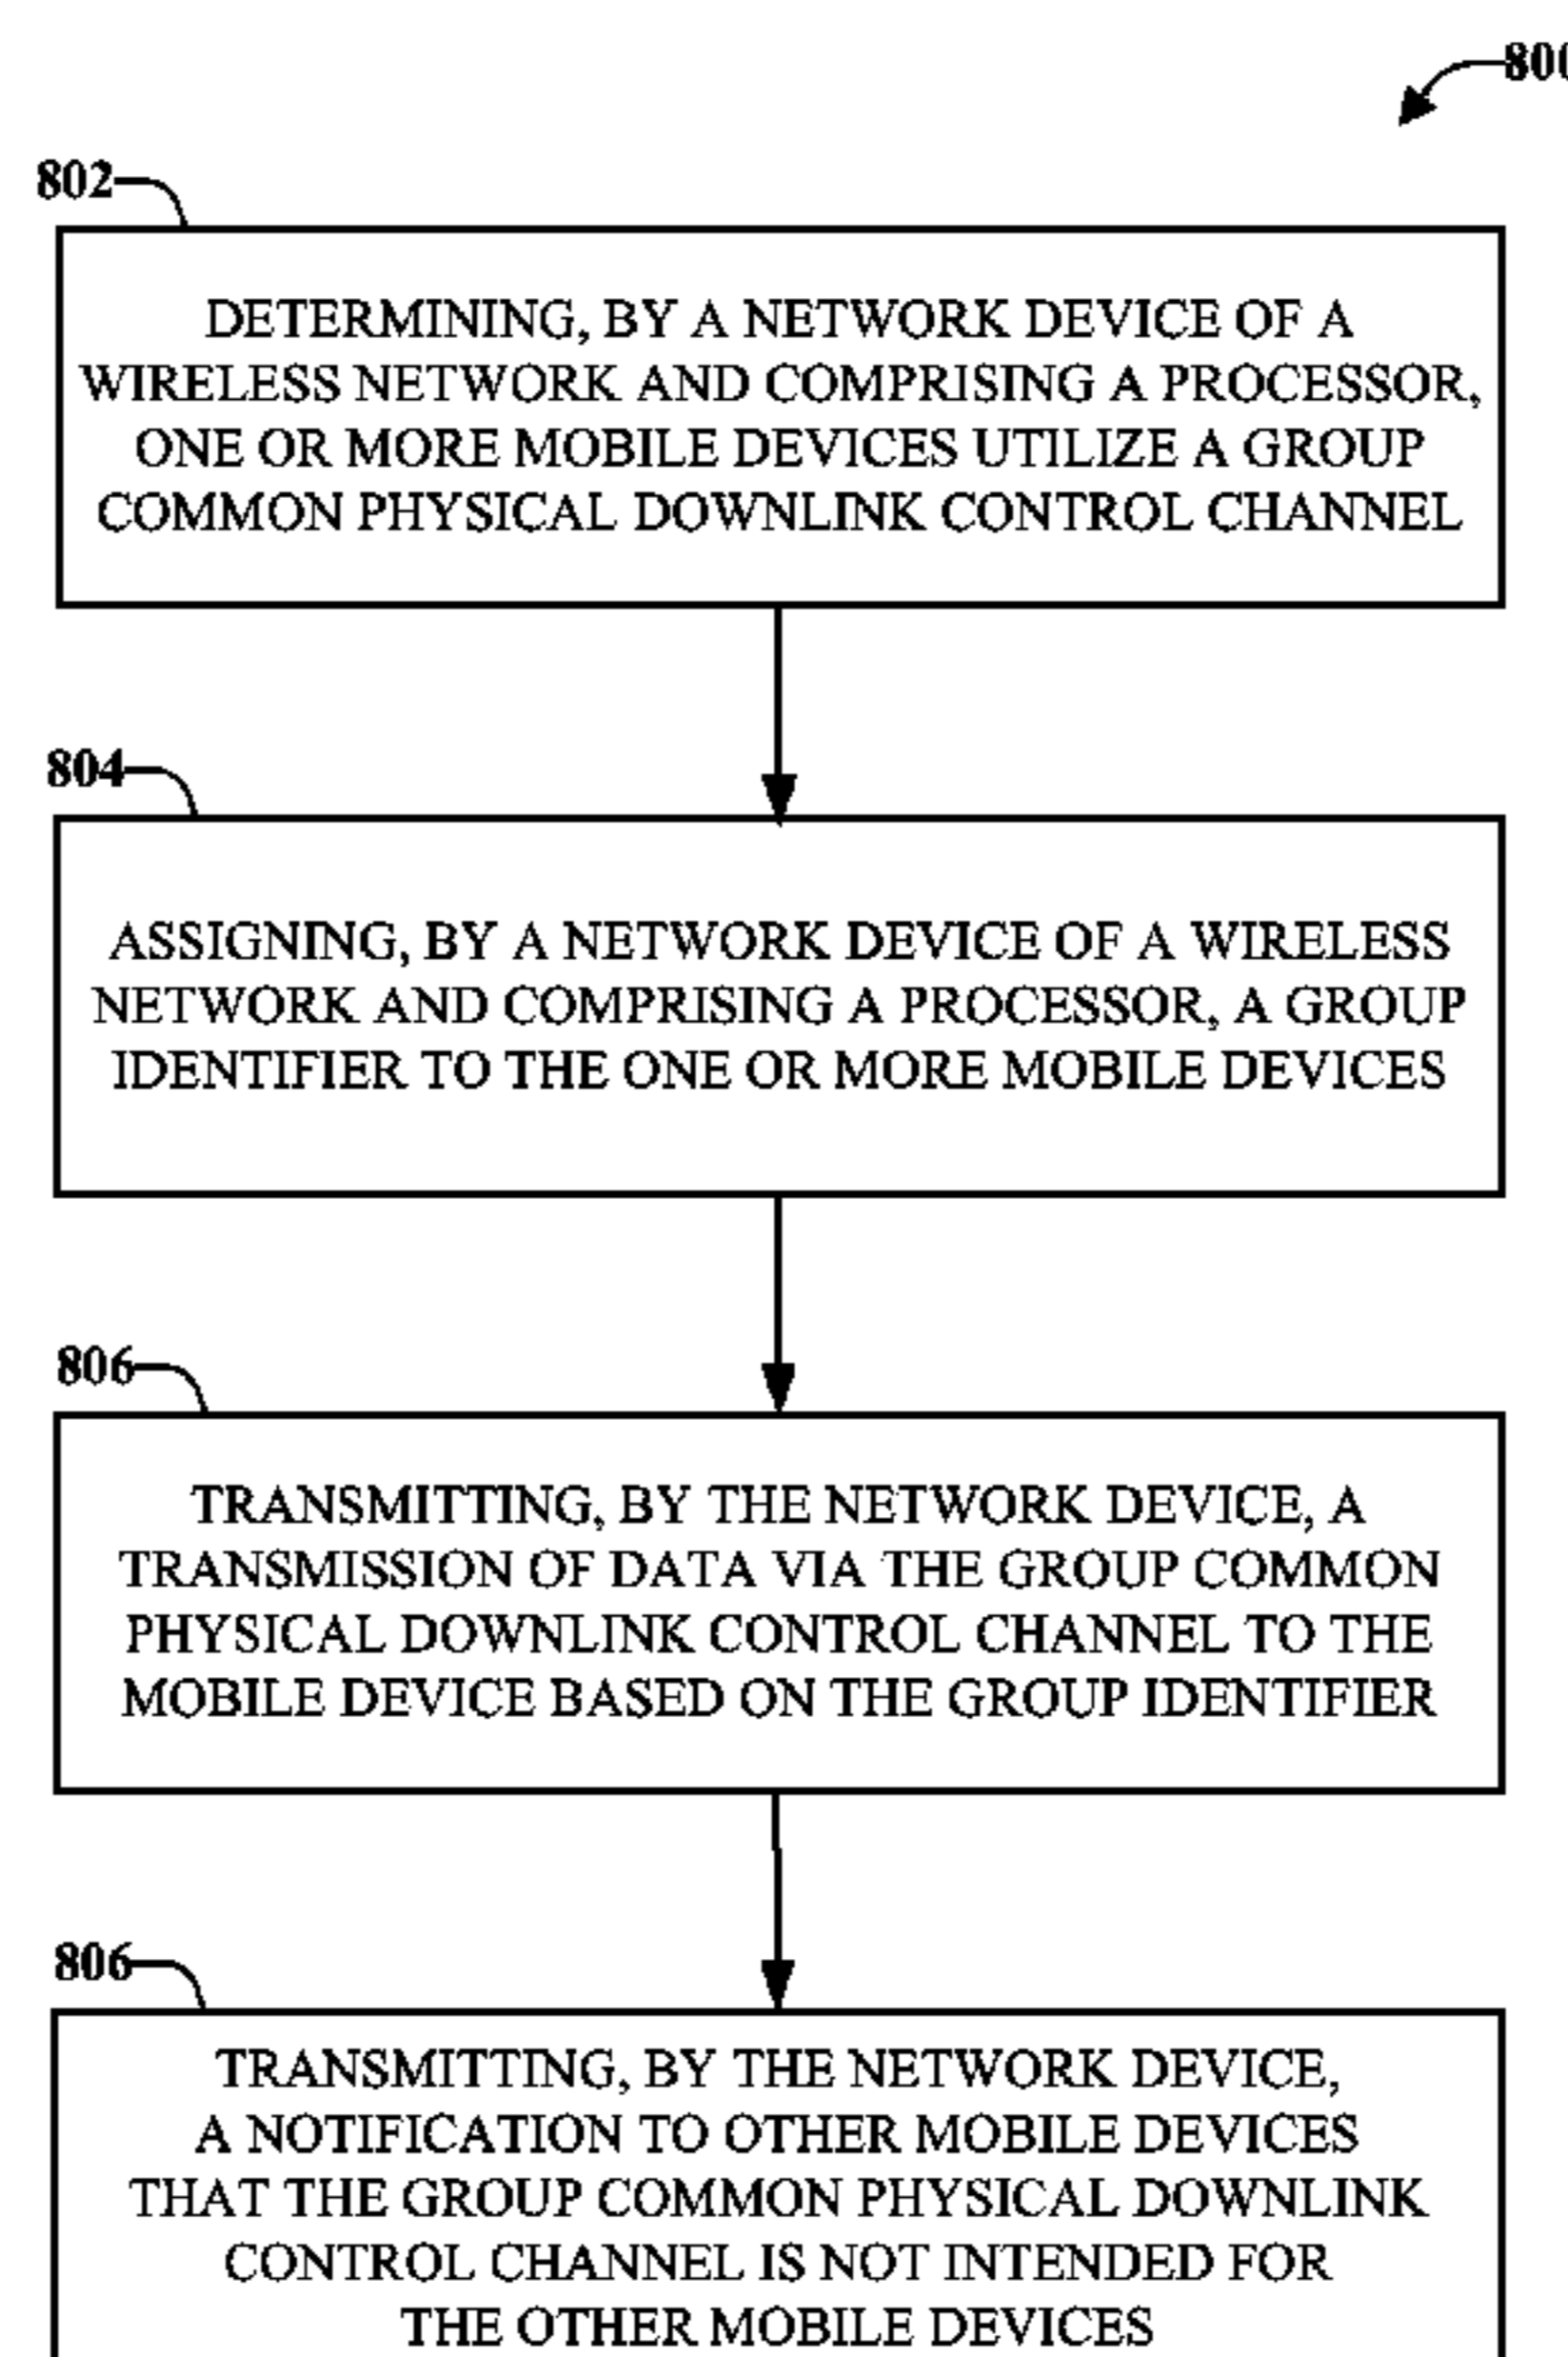 800
802
DETERMINING, BY A NETWORK DEVICE OF A
WIRELESS NETWORK AND COMPRISING A PROCESSOR,
ONE OR MORE MOBILE DEVICES UTILIZE A GROUP
COMMON PHYSICAL DOWNLINK CONTROL CHANNEL
804
ASSIGNING, BY A NETWORK DEVICE OF A WIRELESS
NETWORK AND COMPRISING A PROCESSOR, A GROUP
IDENTIFIER TO THE ONE OR MORE MOBILE DEVICES
806
TRANSMITTING, BY THE NETWORK DEVICE, A
TRANSMISSION OF DATA VIA THE GROUP COMMON
PHYSICAL DOWNLINK CONTROL CHANNEL TO THE
MOBILE DEVICE BASED ON THE GROUP IDENTIFIER
806
TRANSMITTING, BY THE NETWORK DEVICE,
A NOTIFICATION TO OTHER MOBILE DEVICES
THAT THE GROUP COMMON PHYSICAL DOWNLINK
CONTROL CHANNEL IS NOT INTENDED FOR
THE OTHER MOBILE DEVICES